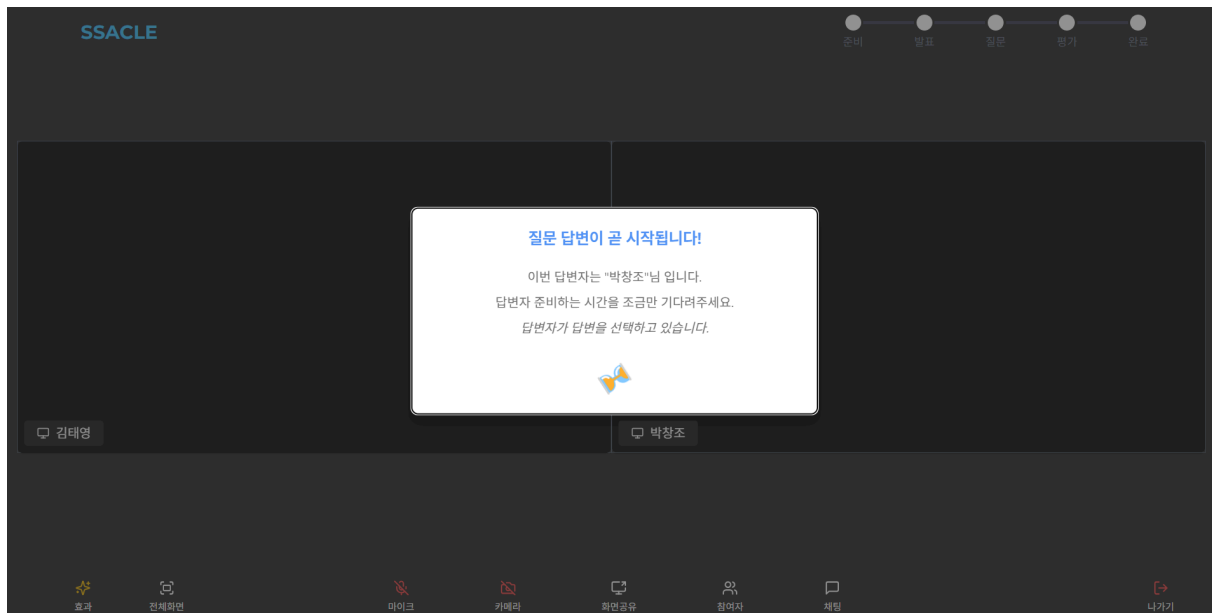 SSACLE
준비 발표 질문 평가 완료
질문 답변이 곧 시작됩니다!
이번 답변자는 "박창조"님 입니다.
답변자 준비하는 시간을 조금만 기다려주세요.
답변자가 답변을 선택하고 있습니다.
김태영 박창조
효과 전체화면 마이크 카메라 화면공유 참여자 채팅 나가기